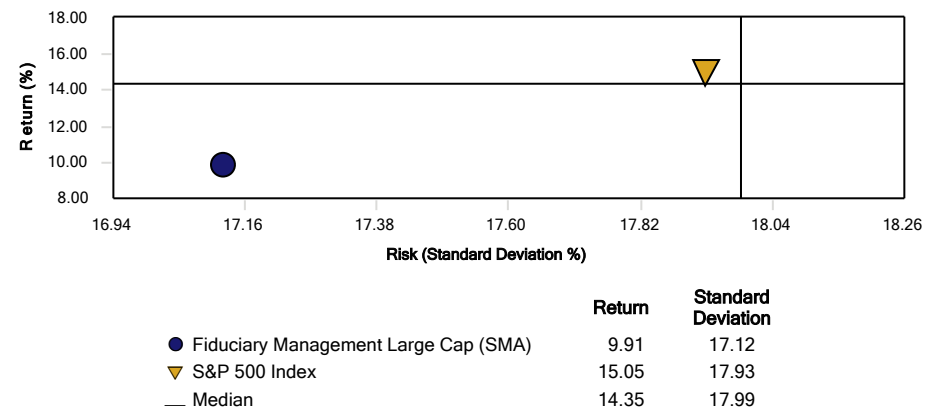 18.00
16.00
14.00
12.00
10.00
8.00
Return (%)
16.94 17.16 17.38 17.60 17.82 18.04 18.26
Risk (Standard Deviation %)
Return Standard Deviation
Fiduciary Management Large Cap (SMA) 9.91 17.12
S&P 500 Index 15.05 17.93
Median 14.35 17.99